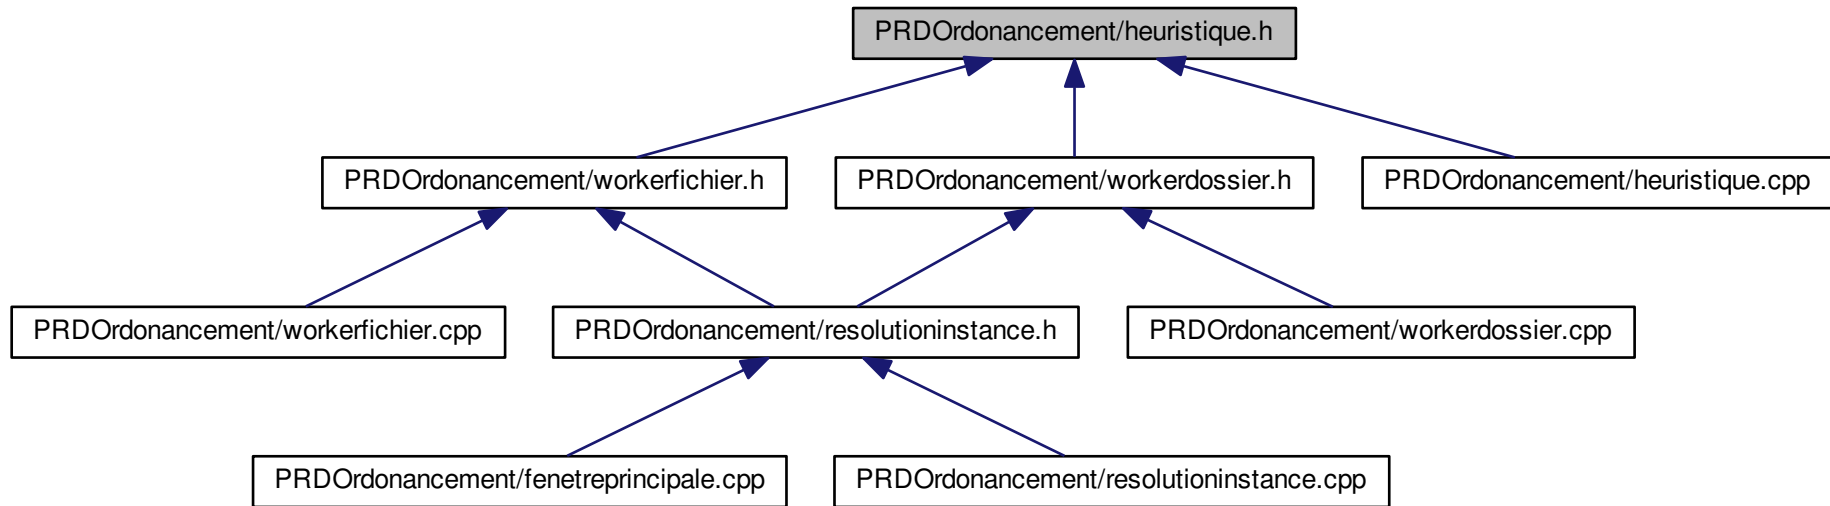 PRDOrdonancement/heuristique.h
PRDOrdonancement/workerfichier.h
PRDOrdonancement/workerdossier.h
PRDOrdonancement/heuristique.cpp
PRDOrdonancement/workerfichier.cpp
PRDOrdonancement/resolutioninstance.h
PRDOrdonancement/workerdossier.cpp
PRDOrdonancement/fenetreprincipale.cpp
PRDOrdonancement/resolutioninstance.cpp